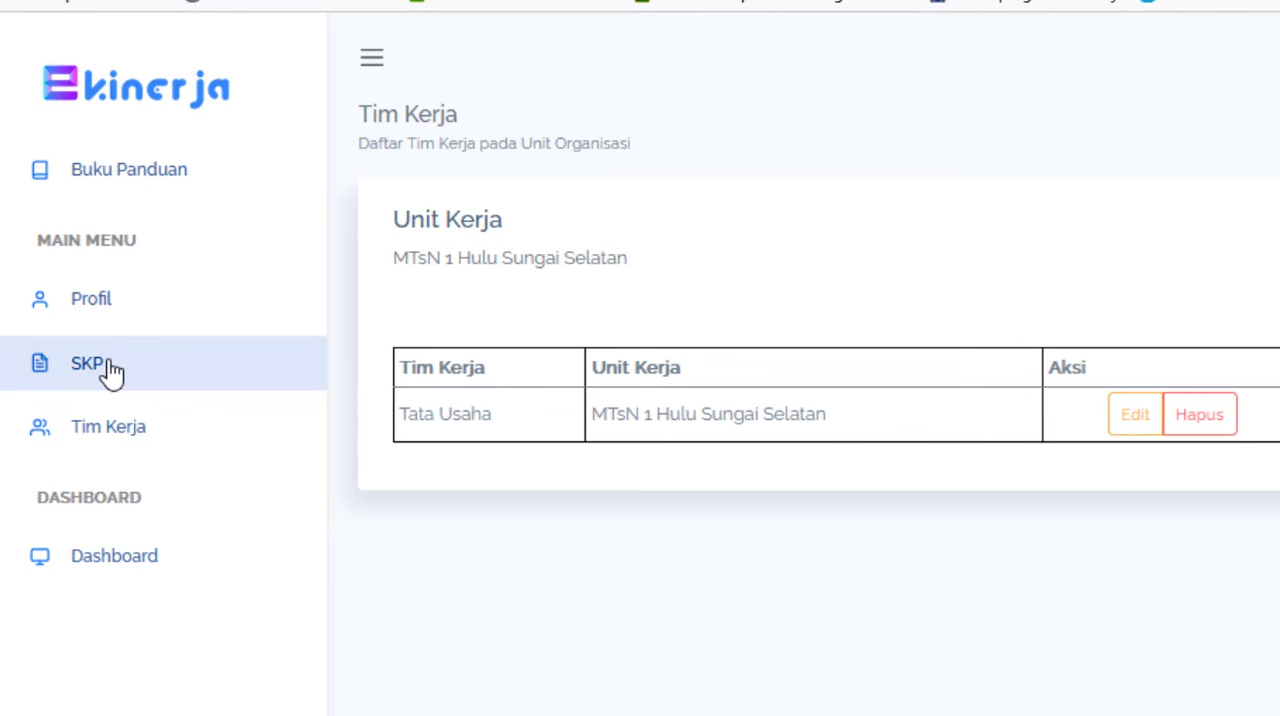 Ekinerja
Buku Panduan
MAIN MENU
Profil
SKP
Tim Kerja
DASHBOARD
Dashboard
Tim Kerja
Daftar Tim Kerja pada Unit Organisasi
Unit Kerja
MTsN 1 Hulu Sungai Selatan
Tim Kerja Unit Kerja Aksi
Tata Usaha MTsN 1 Hulu Sungai Selatan Edit Hapus